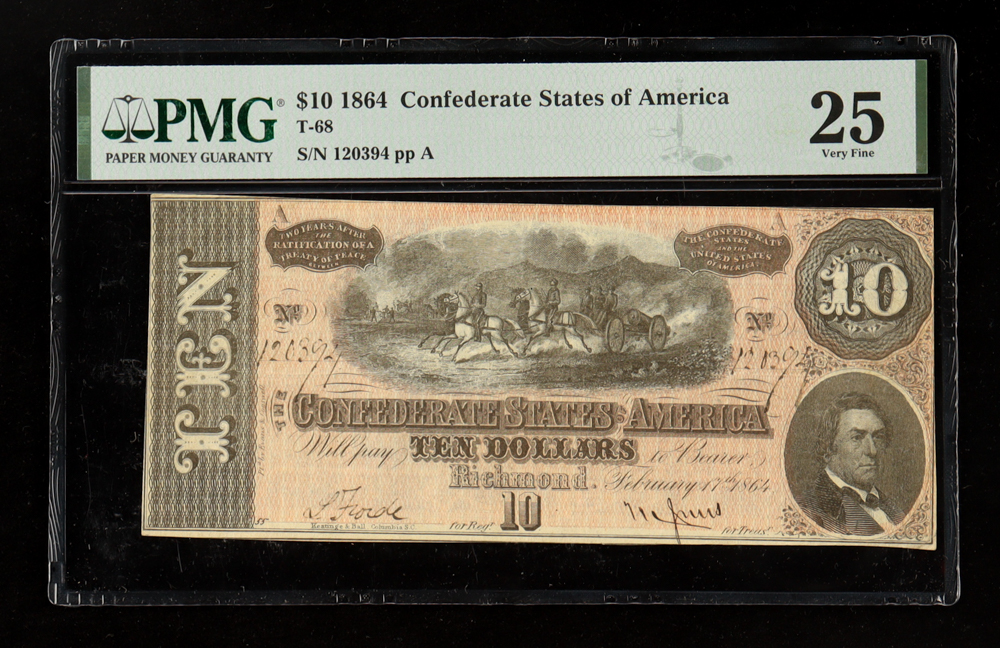 PMG®
PAPER MONEY GUARANTY
$10 1864 Confederate States of America
T-68
S/N 120394 pp A
25
Very Fine
TEN
A
A
TWO YEARS AFTER
THE
RATIFICATION OF A
TREATY OF PEACE
BETWEEN
THE CONFEDERATE
STATES
AND THE
UNITED STATES
OF AMERICA
10
No
No
120394
120394
THE
CONFEDERATE STATES AMERICA
Will pay TEN DOLLARS to Bearer
Richmond. February 17th 1864
10
for Regr
for Treasr
Keatinge & Ball, Columbia S.C.